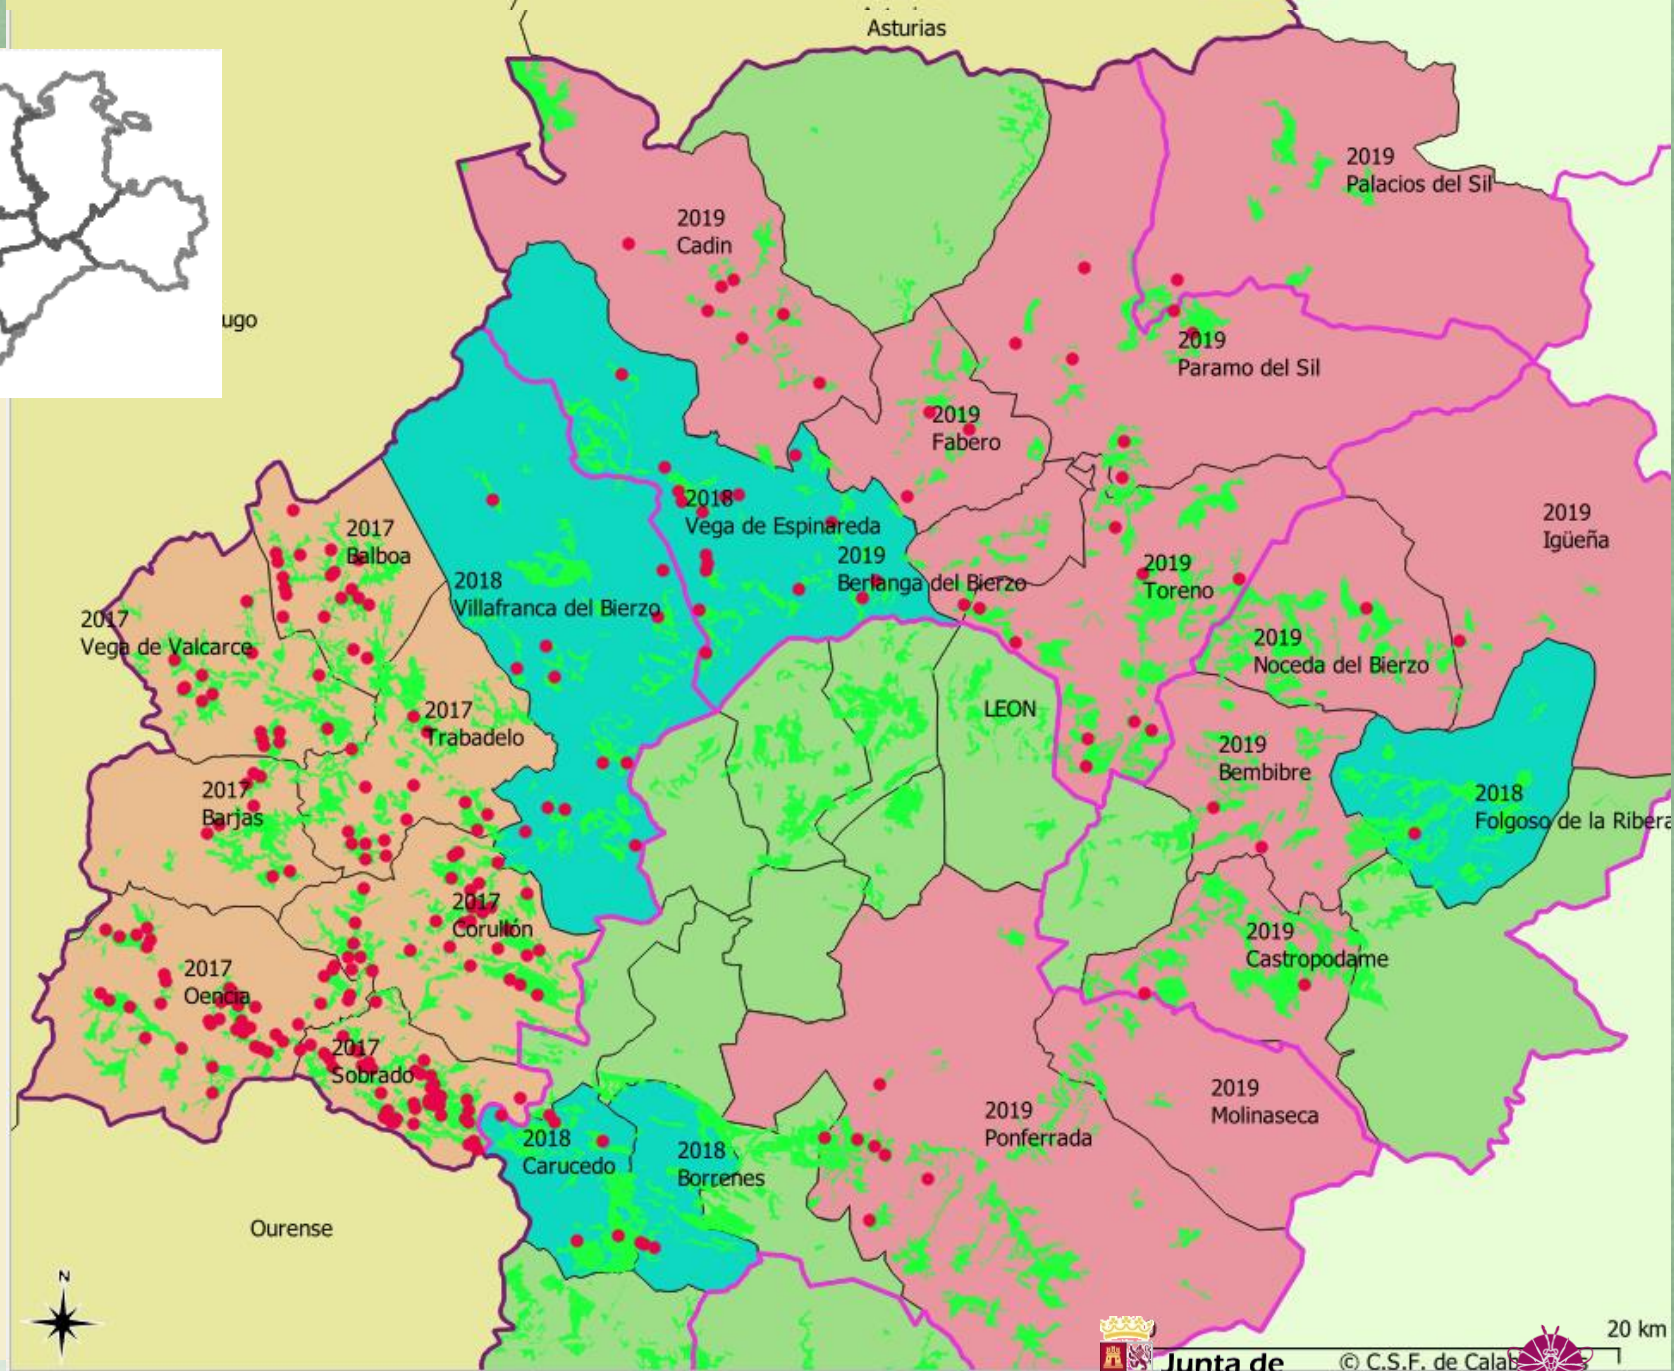 Asturias
2019
Palacios del Sil
2019
Cadin
ugo
2019
Paramo del Sil
2019
Fabero
2018
Vega de Espinareda
2019
Igüeña
2017
Balboa
2019
Berlanga del Bierzo
2019
Toreno
2018
Villafranca del Bierzo
2017
Vega de Valcarce
2019
Noceda del Bierzo
LEON
2017
Trabadelo
2019
Bembibre
2017
Barjas
2018
Folgoso de la Ribera
2017
Corullón
2019
Castropodame
2017
Oencia
2017
Sobrado
2019
Molinaseca
2019
Ponferrada
2018
Carucedo
2018
Borrenes
Ourense
N
20 km
Junta de
© C.S.F. de Calab